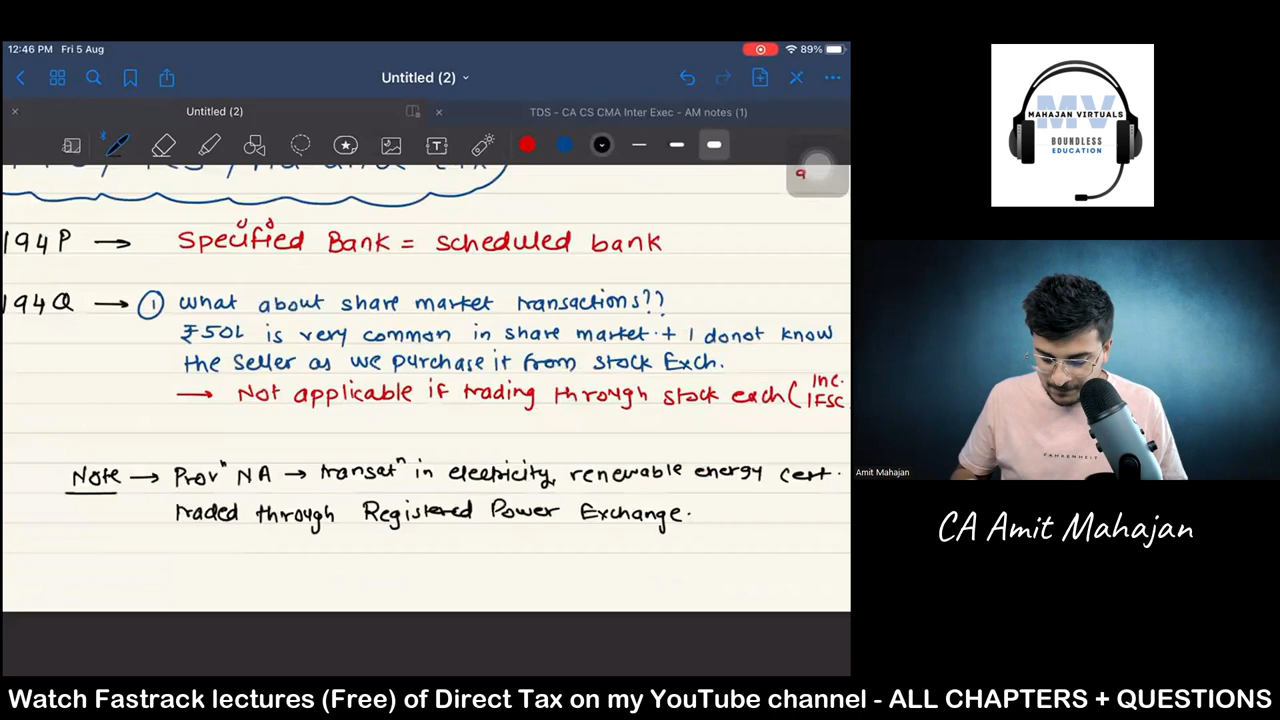 12:46 PM Fri 5 Aug
89%
Untitled (2)
Untitled (2)
TDS - CA CS CMA Inter Exec - AM notes (1)
9
194P → Specified Bank = scheduled bank
194Q → ① What about share market transactions??
₹50L is very common in share market. + I donot know
the seller as we purchase it from stock Exch.
→ Not applicable if trading through stock exch (Inc.
IFSC
Note → Provⁿ NA → transatⁿ in electricity, renewable energy cert.
traded through Registered Power Exchange.
MV
MAHAJAN VIRTUALS
BOUNDLESS
EDUCATION
FAHRENHEIT
Amit Mahajan
CA Amit Mahajan
Watch Fastrack lectures (Free) of Direct Tax on my YouTube channel - ALL CHAPTERS + QUESTIONS